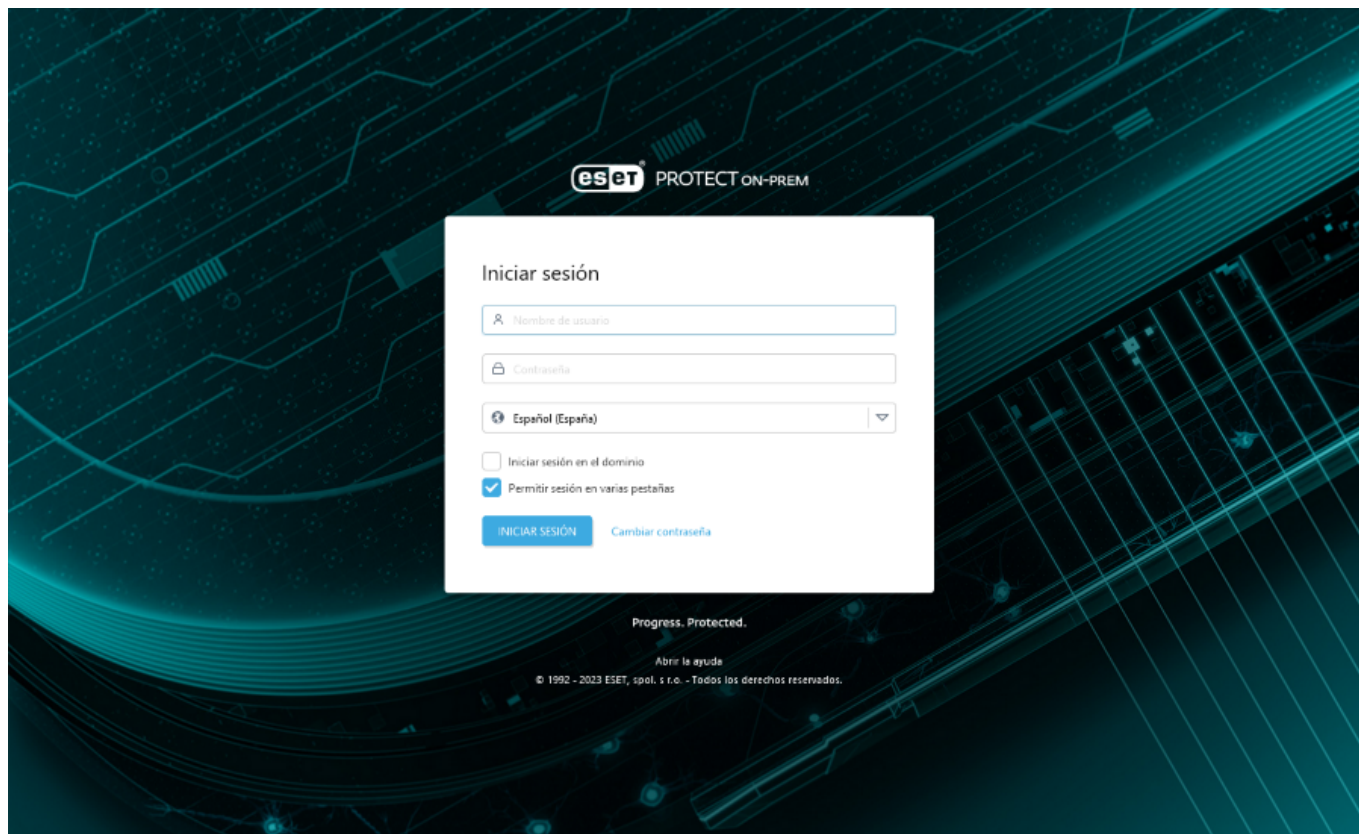 eset® PROTECT ON-PREM
Iniciar sesión
Nombre de usuario
Contraseña
Español (España)
Iniciar sesión en el dominio
Permitir sesión en varias pestañas
INICIAR SESIÓN Cambiar contraseña
Progress. Protected.
Abrir la ayuda
© 1992 - 2023 ESET, spol. s r.o. - Todos los derechos reservados.